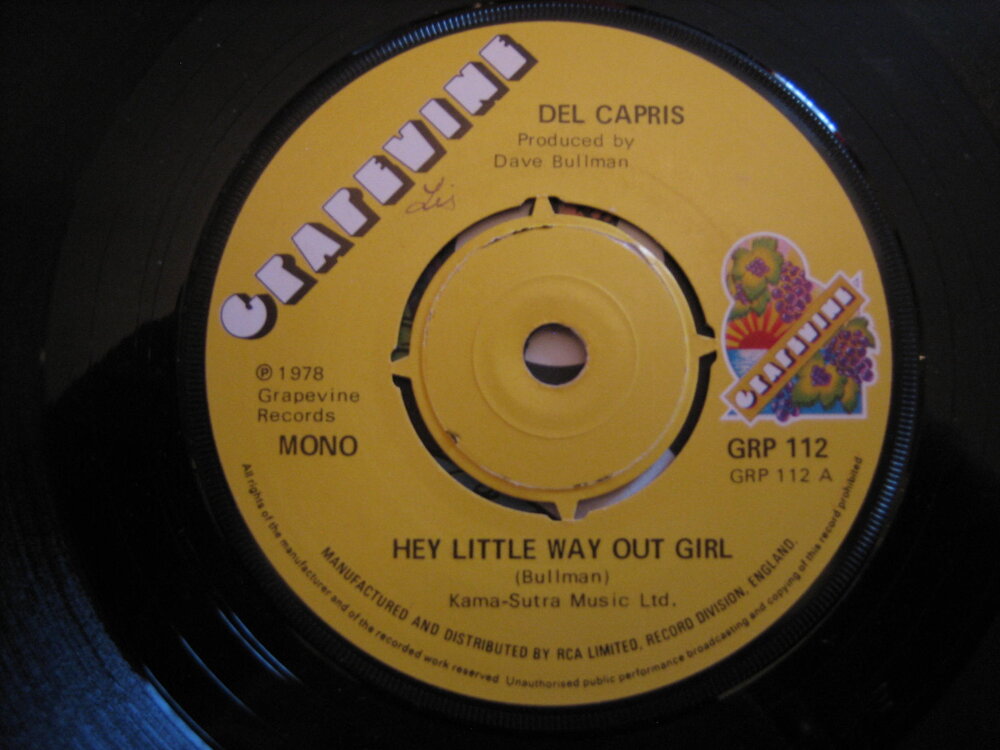 GRAPEVINE
DEL CAPRIS
Produced by
Dave Bullman
Lis
GRAPEVINE
℗ 1978
Grapevine
Records
MONO
GRP 112
GRP 112 A
HEY LITTLE WAY OUT GIRL
(Bullman)
Kama-Sutra Music Ltd.
MANUFACTURED AND DISTRIBUTED BY RCA LIMITED, RECORD DIVISION, ENGLAND.
All rights of the manufacturer and of the recorded work reserved. Unauthorised public performance broadcasting and copying of this record prohibited